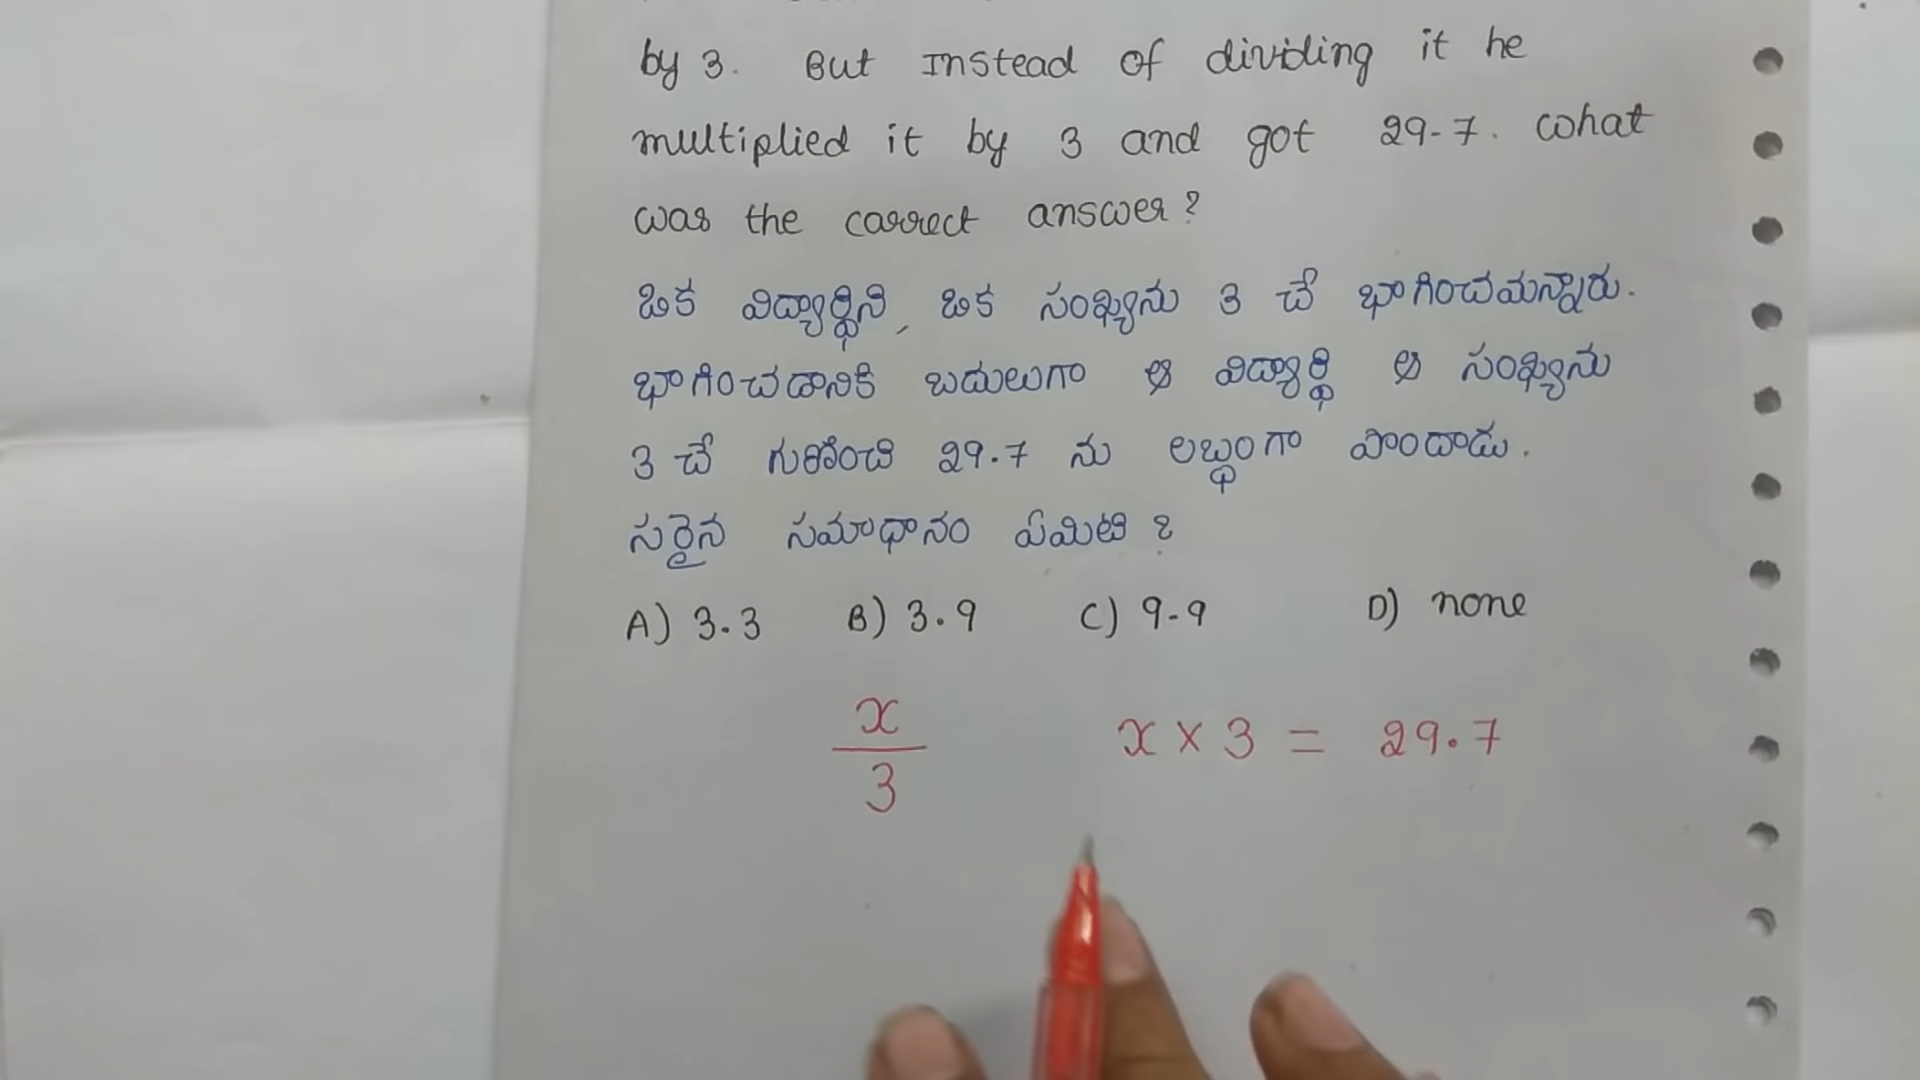 by 3. But Instead of dividing it he
multiplied it by 3 and got 29.7. what
was the carrect answer?
ఒక విద్యార్థిని, ఒక సంఖ్యను 3 చే భాగించమన్నారు.
భాగించడానికి బదులుగా ఆ విద్యార్థి ఆ సంఖ్యను
3 చే గుణించి 29.7 ను లబ్ధంగా పొందాడు.
సరైన సమాధానం ఏమిటి ?
A) 3.3 B) 3.9 C) 9.9 D) none
x/3 x × 3 = 29.7